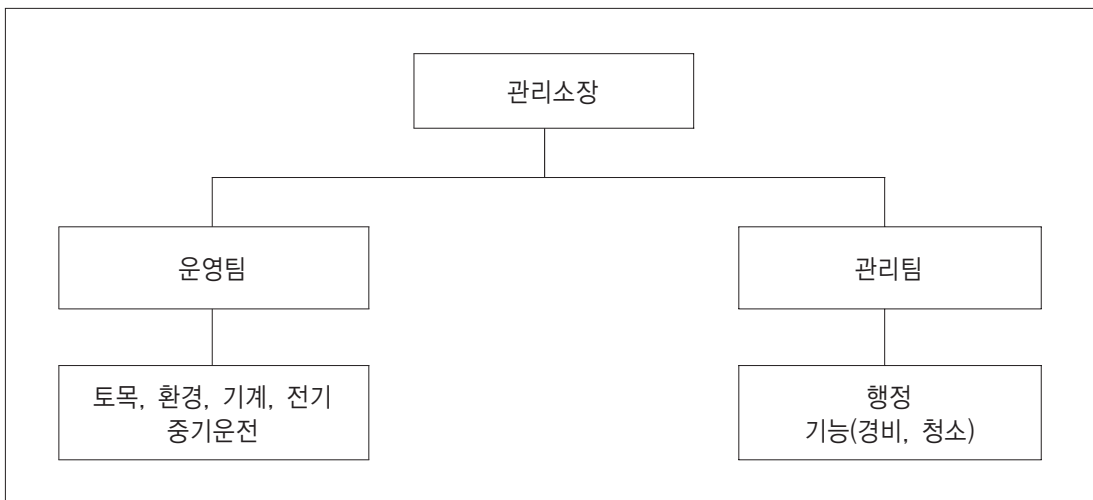 관리소장
운영팀
관리팀
토목, 환경, 기계, 전기
중기운전
행정
기능(경비, 청소)